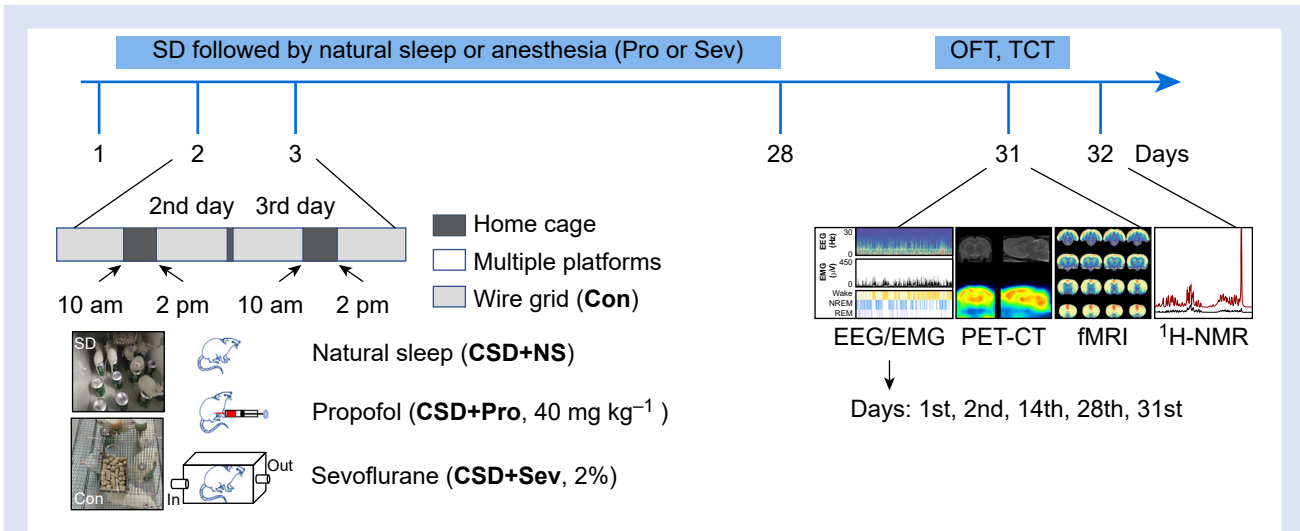 SD followed by natural sleep or anesthesia (Pro or Sev)
OFT, TCT
1
2
3
28
31
32
Days
2nd day
3rd day
10 am
2 pm
10 am
2 pm
Home cage
Multiple platforms
Wire grid (Con)
SD
Con
Natural sleep (CSD+NS)
Propofol (CSD+Pro, 40 mg kg⁻¹ )
In
Out
Sevoflurane (CSD+Sev, 2%)
EEG
(Hz)
30
0
EMG
(μV)
450
0
Wake
NREM
REM
EEG/EMG
PET-CT
fMRI
¹H-NMR
Days: 1st, 2nd, 14th, 28th, 31st